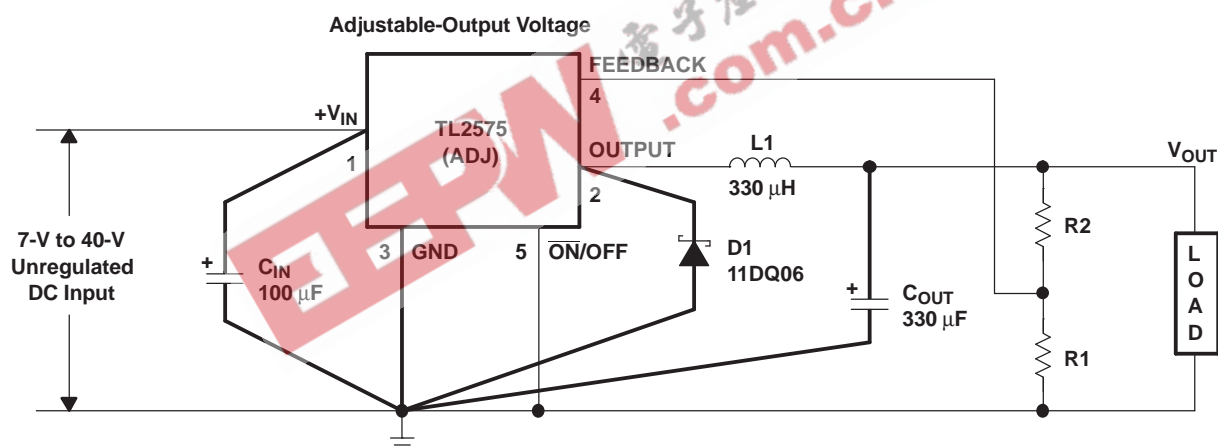 Adjustable-Output Voltage
FEEDBACK
4
+VIN
TL2575
(ADJ)
1
OUTPUT
2
L1
330 μH
VOUT
7-V to 40-V
Unregulated
DC Input
+
CIN
100 μF
3
GND
5
ON/OFF
D1
11DQ06
+
COUT
330 μF
R2
R1
LOAD
EEPW
.com.c